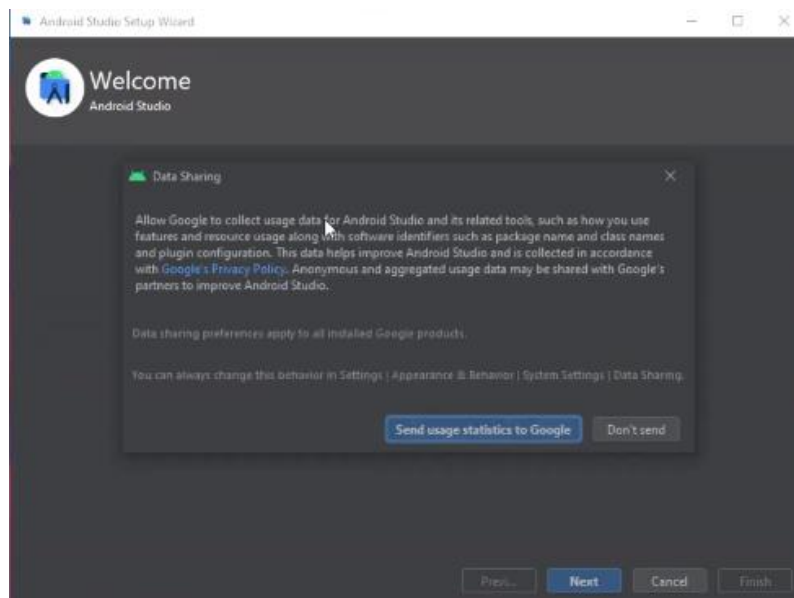 Android Studio Setup Wizard
Welcome
Android Studio
Data Sharing
Allow Google to collect usage data for Android Studio and its related tools, such as how you use
features and resource usage along with software identifiers such as package name and class names
and plugin configuration. This data helps improve Android Studio and is collected in accordance
with Google's Privacy Policy. Anonymous and aggregated usage data may be shared with Google's
partners to improve Android Studio.
Data sharing preferences apply to all installed Google products.
You can always change this behavior in Settings | Appearance & Behavior | System Settings | Data Sharing.
Send usage statistics to Google
Don't send
Previ...
Next
Cancel
Finish